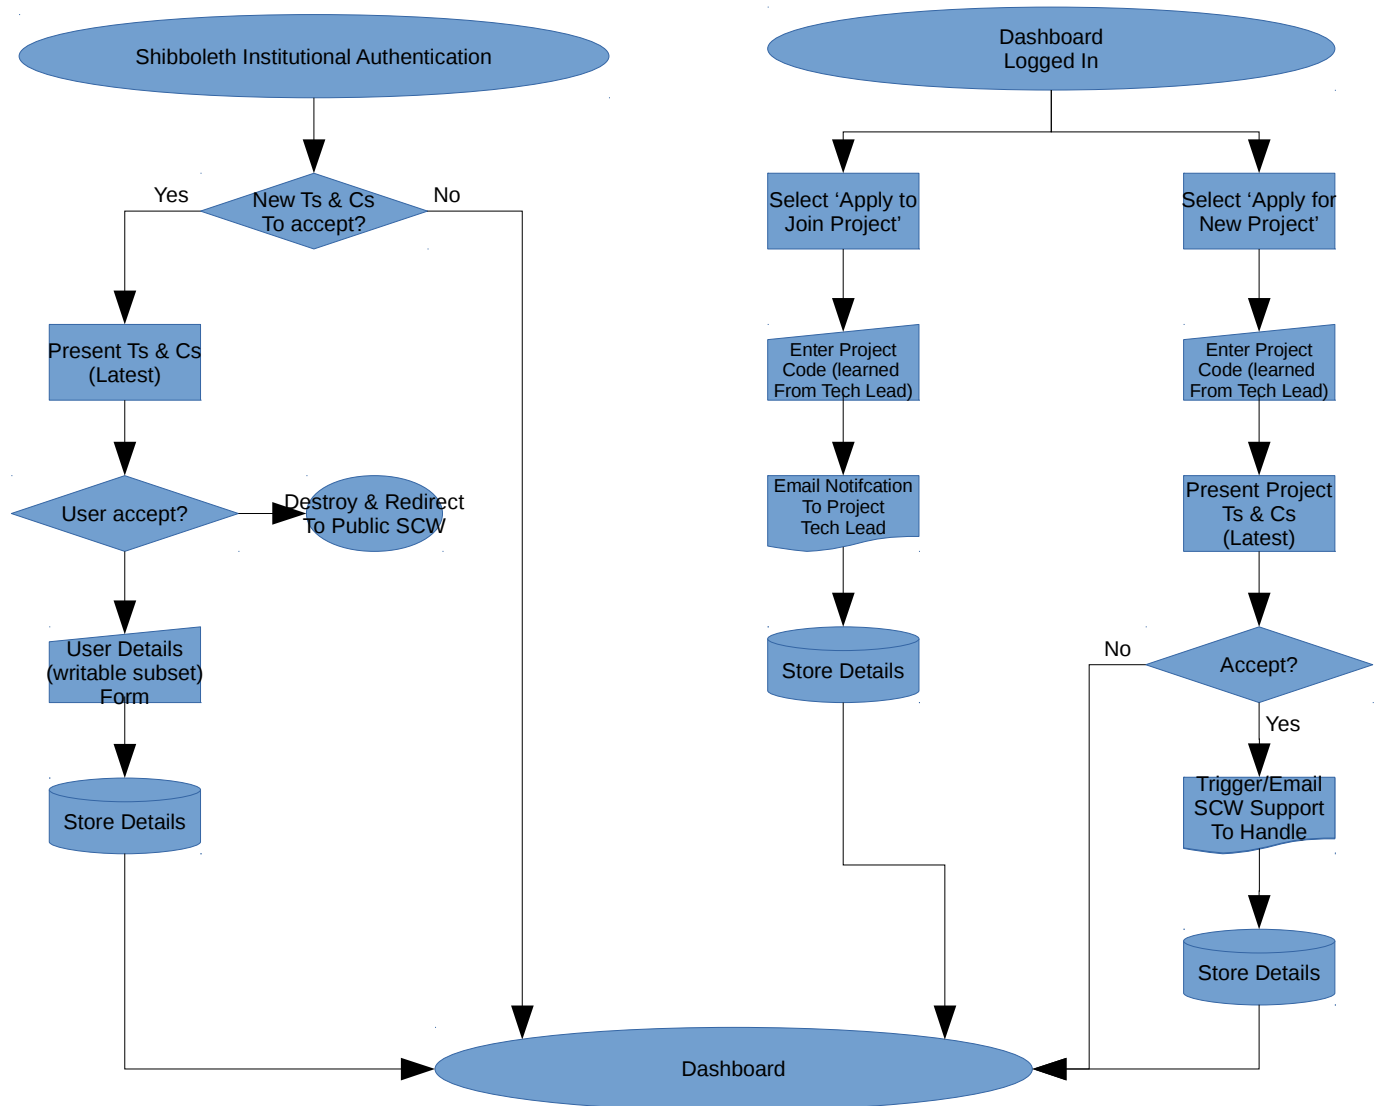 Shibboleth Institutional Authentication
Yes
New Ts & Cs
To accept?
No
Present Ts & Cs
(Latest)
User accept?
Destroy & Redirect
To Public SCW
User Details
(writable subset)
Form
Store Details
Dashboard
Logged In
Select ‘Apply to
Join Project’
Enter Project
Code (learned
From Tech Lead)
Email Notifcation
To Project
Tech Lead
Store Details
Select ‘Apply for
New Project’
Enter Project
Code (learned
From Tech Lead)
Present Project
Ts & Cs
(Latest)
No
Accept?
Yes
Trigger/Email
SCW Support
To Handle
Store Details
Dashboard